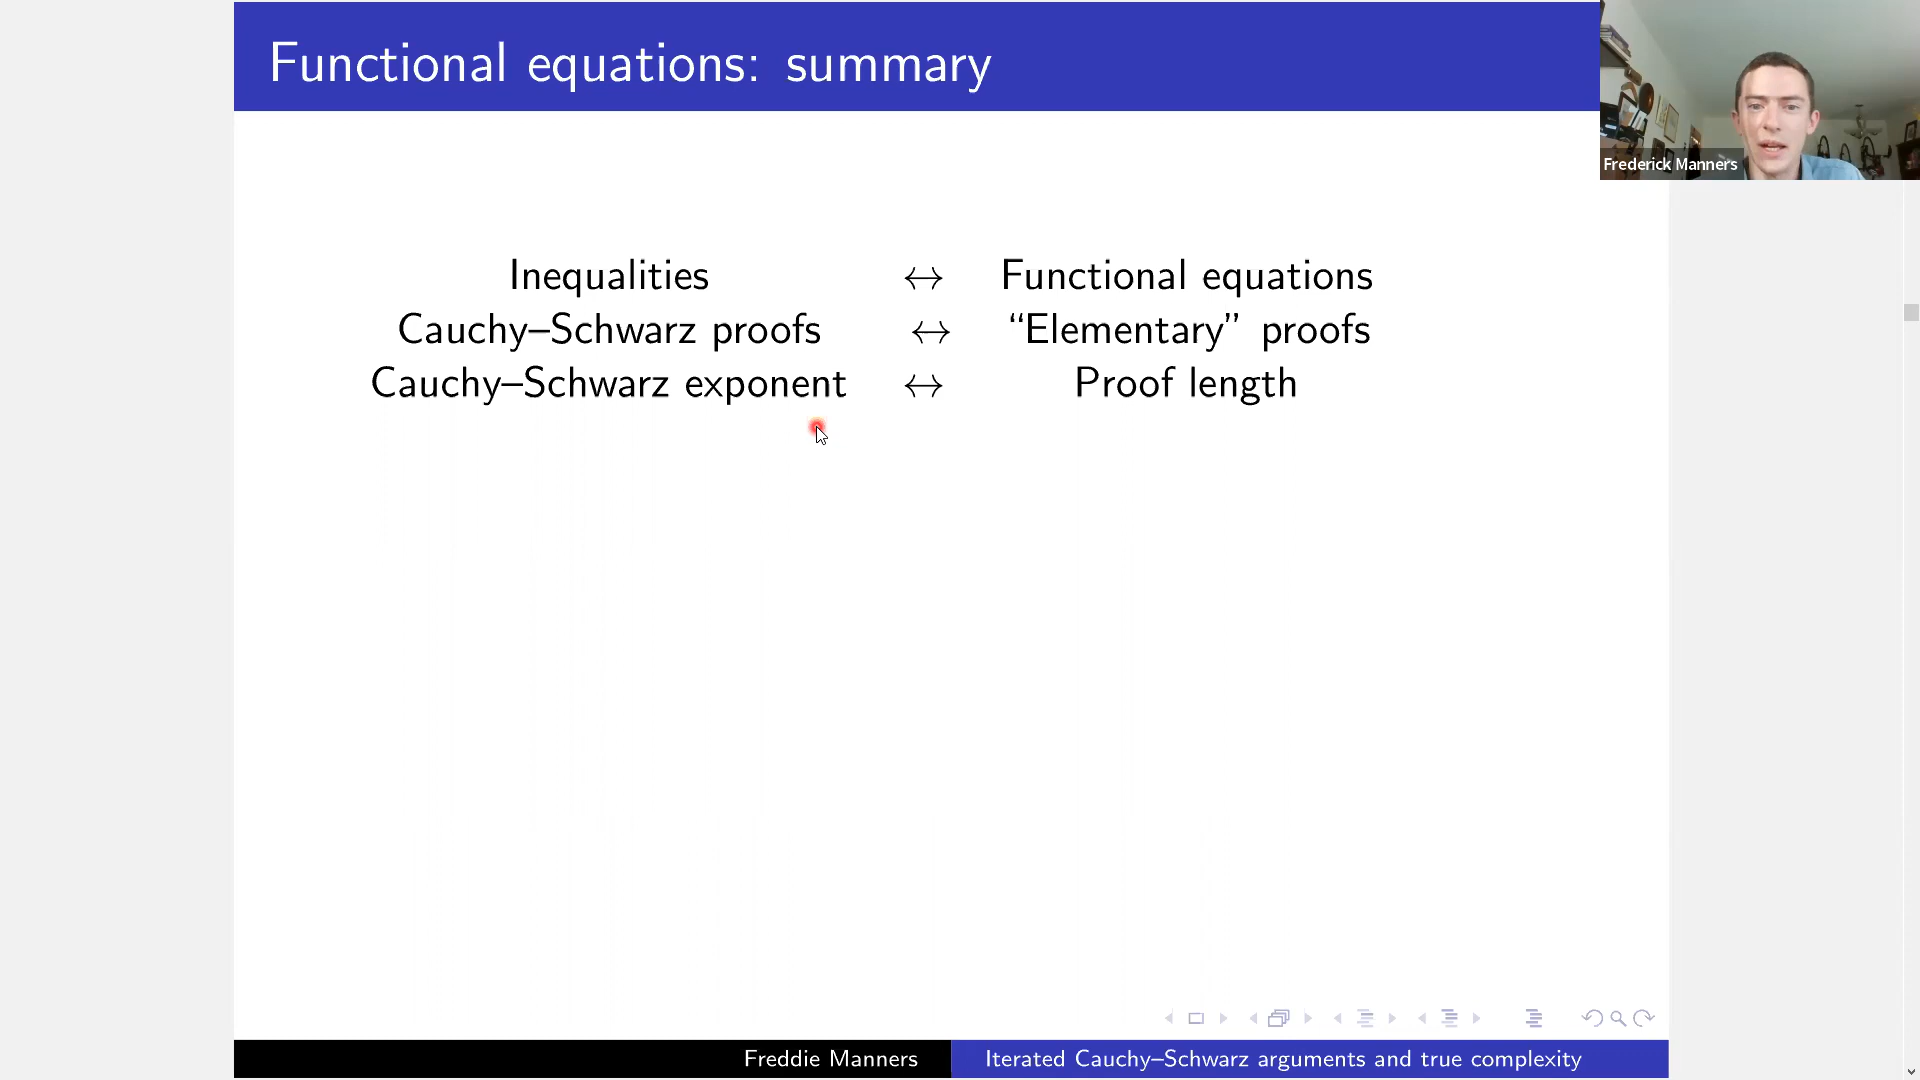 Functional equations: summary
Frederick Manners
Inequalities ↔ Functional equations
Cauchy–Schwarz proofs ↔ “Elementary” proofs
Cauchy–Schwarz exponent ↔ Proof length
Freddie Manners Iterated Cauchy–Schwarz arguments and true complexity